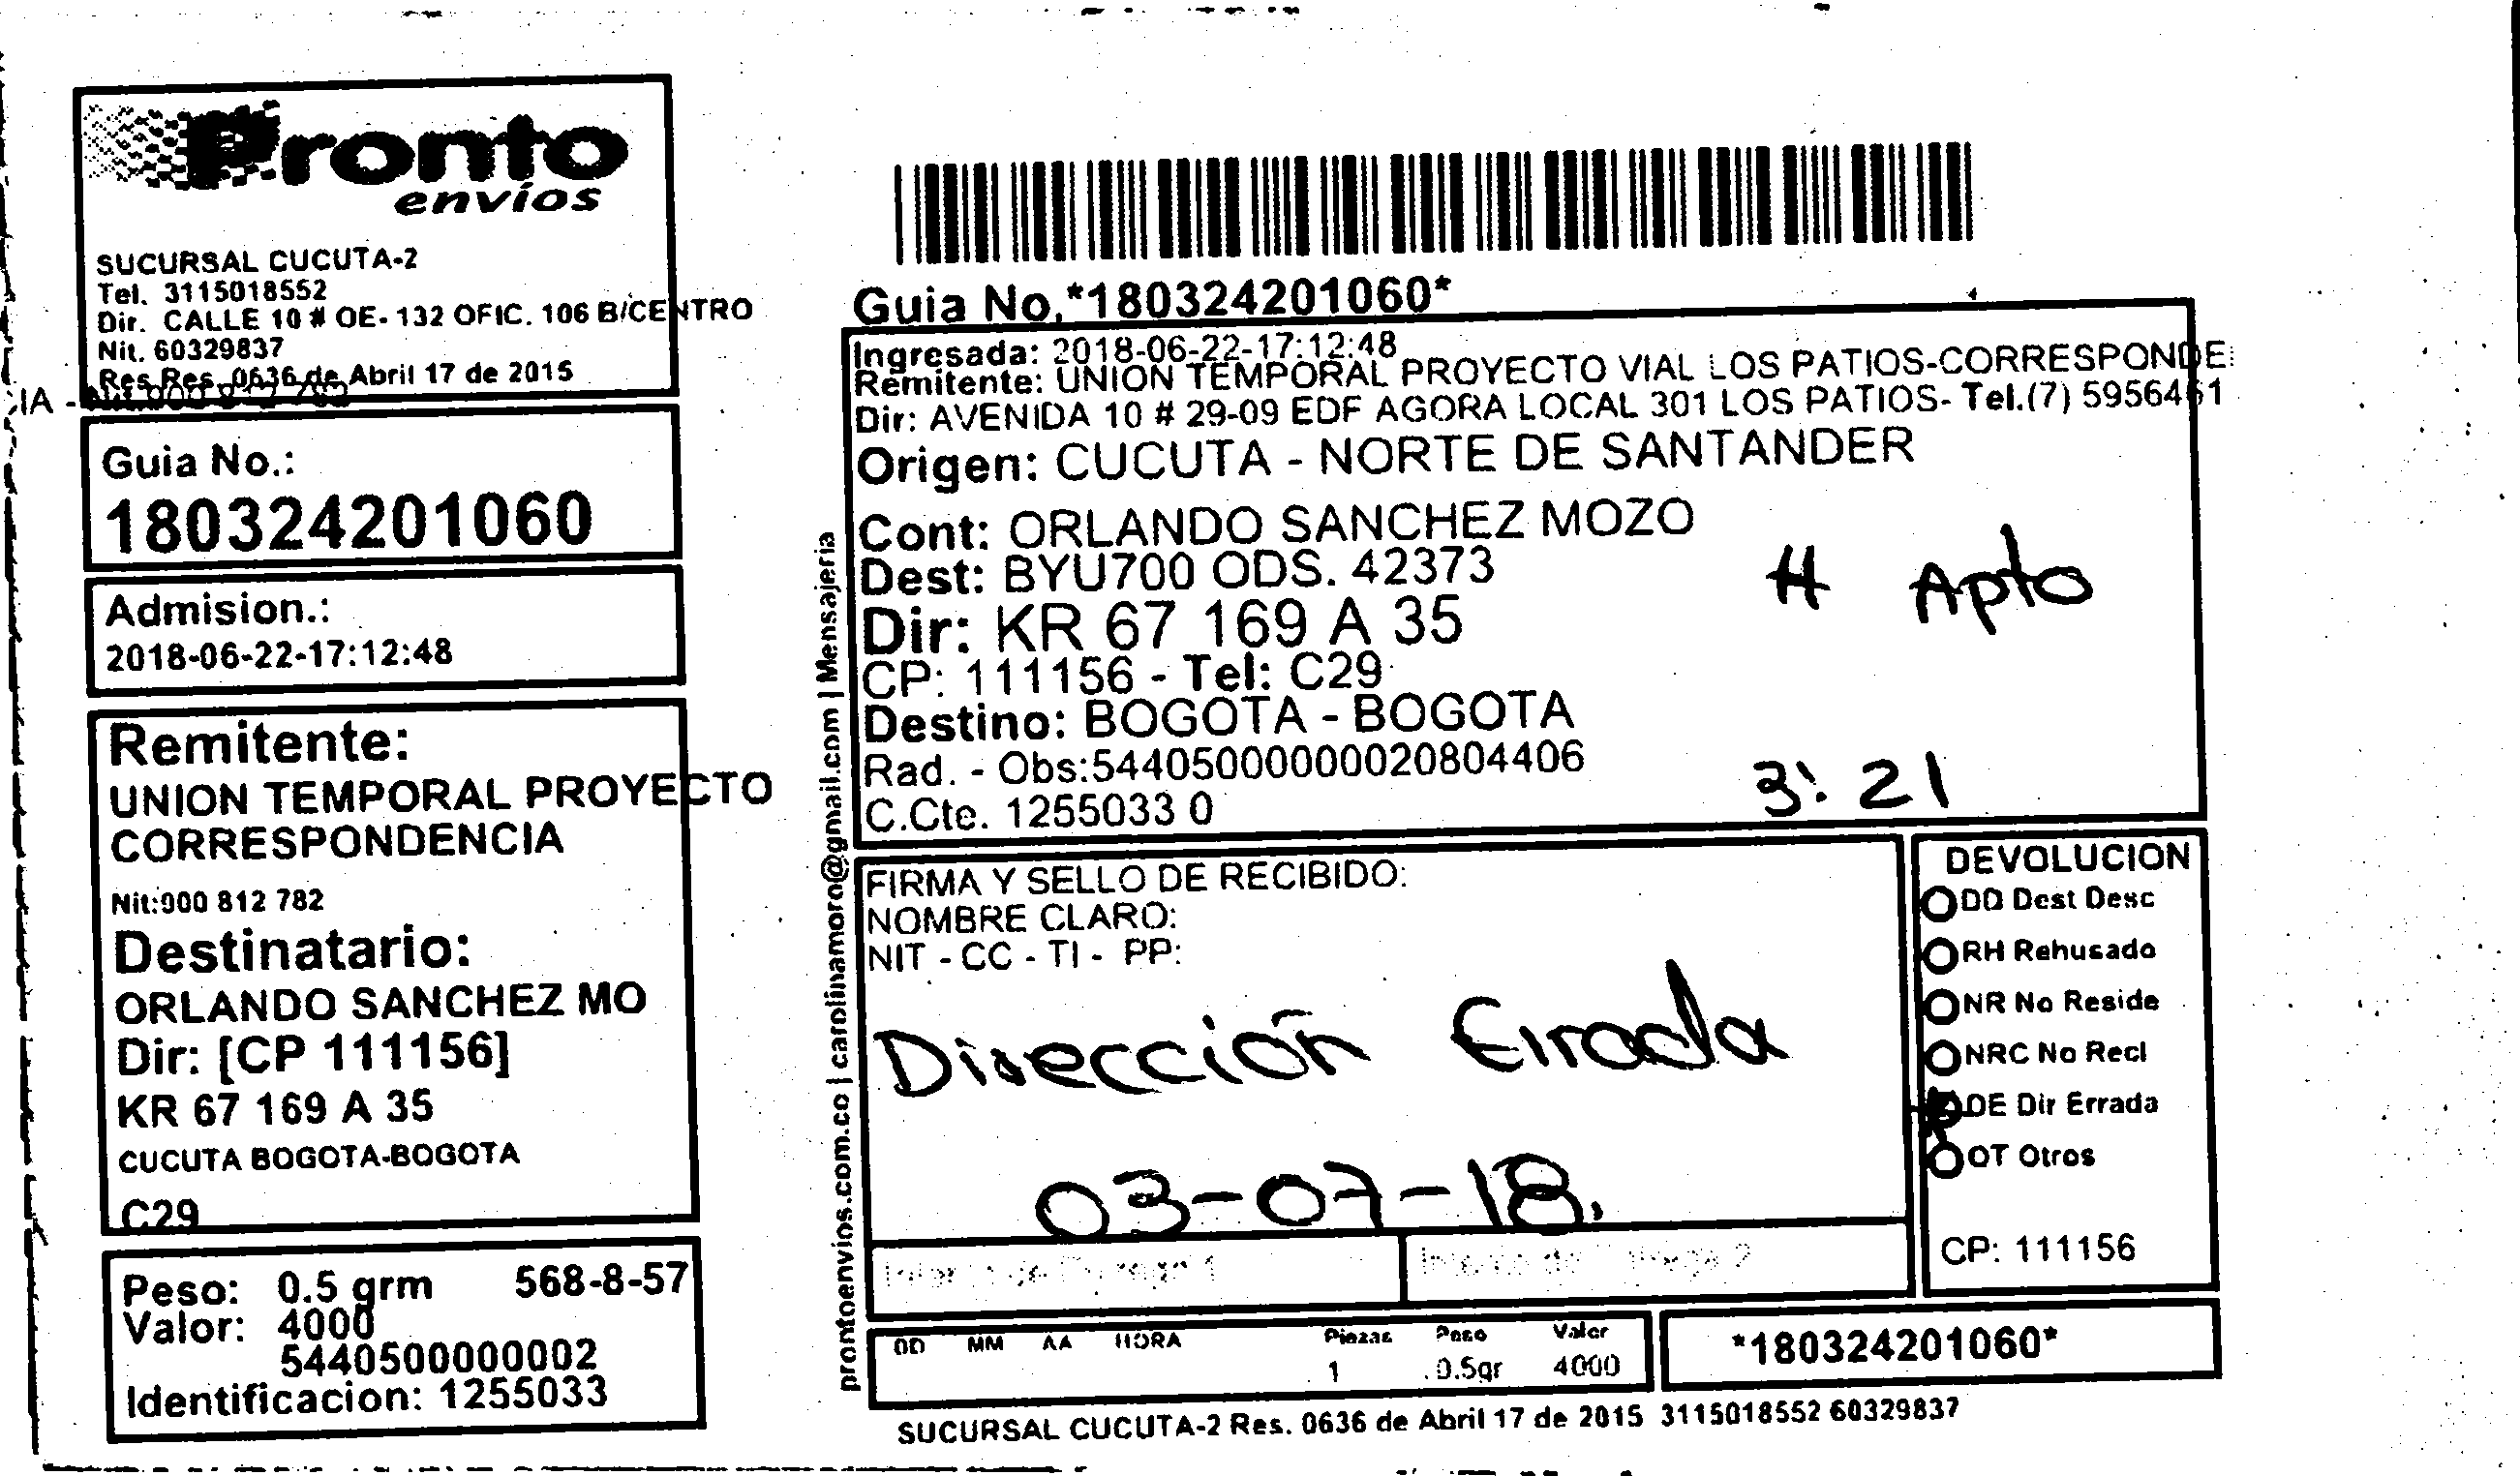 Pronto
envíos
SUCURSAL CUCUTA-2
Tel. 3115018552
Dir. CALLE 10 # OE-132 OFIC. 106 B/CENTRO
Nit. 60329837
Res Res. 0636 de Abril 17 de 2015
IA -
Guia No.:
180324201060
Admision.:
2018-06-22-17:12:48
Remitente:
UNION TEMPORAL PROYECTO
CORRESPONDENCIA
Nit:900 812 782
Destinatario:
ORLANDO SANCHEZ MO
Dir: [CP 111156]
KR 67 169 A 35
CUCUTA BOGOTA-BOGOTA
C29
Peso: 0.5 grm 568-8-57
Valor: 4000
5440500000002
Identificacion: 1255033
prontoenvios.com.co | carolinamoro@gmail.com | Mensajeria
Guia No. *180324201060*
Ingresada: 2018-06-22-17:12:48
Remitente: UNION TEMPORAL PROYECTO VIAL LOS PATIOS-CORRESPONDE
Dir: AVENIDA 10 # 29-09 EDF AGORA LOCAL 301 LOS PATIOS- Tel.(7) 5956461
Origen: CUCUTA - NORTE DE SANTANDER
Cont: ORLANDO SANCHEZ MOZO
Dest: BYU700 ODS. 42373
# Apto
Dir: KR 67 169 A 35
CP: 111156 - Tel: C29
Destino: BOGOTA - BOGOTA
Rad. - Obs:544050000000020804406
C.Cte. 1255033 0
3: 21
FIRMA Y SELLO DE RECIBIDO:
NOMBRE CLARO:
NIT - CC - TI - PP:
Dirección Errada
03-07-18.
DEVOLUCION
DD Dest Desc
RH Rehusado
NR No Reside
NRC No Recl
DE Dir Errada
OT Otros
CP: 111156
DD MM AA HORA Piezas Peso Valor
1 0.5gr 4000
*180324201060*
SUCURSAL CUCUTA-2 Res. 0636 de Abril 17 de 2015 3115018552 60329837